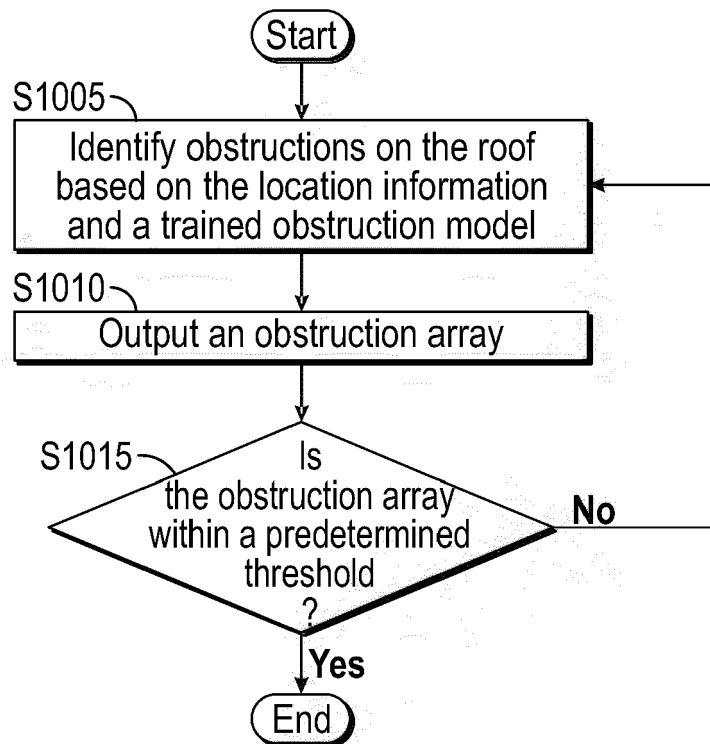 Start
S1005
Identify obstructions on the roof
based on the location information
and a trained obstruction model
S1010
Output an obstruction array
S1015
Is
the obstruction array
within a predetermined
threshold
?
No
Yes
End